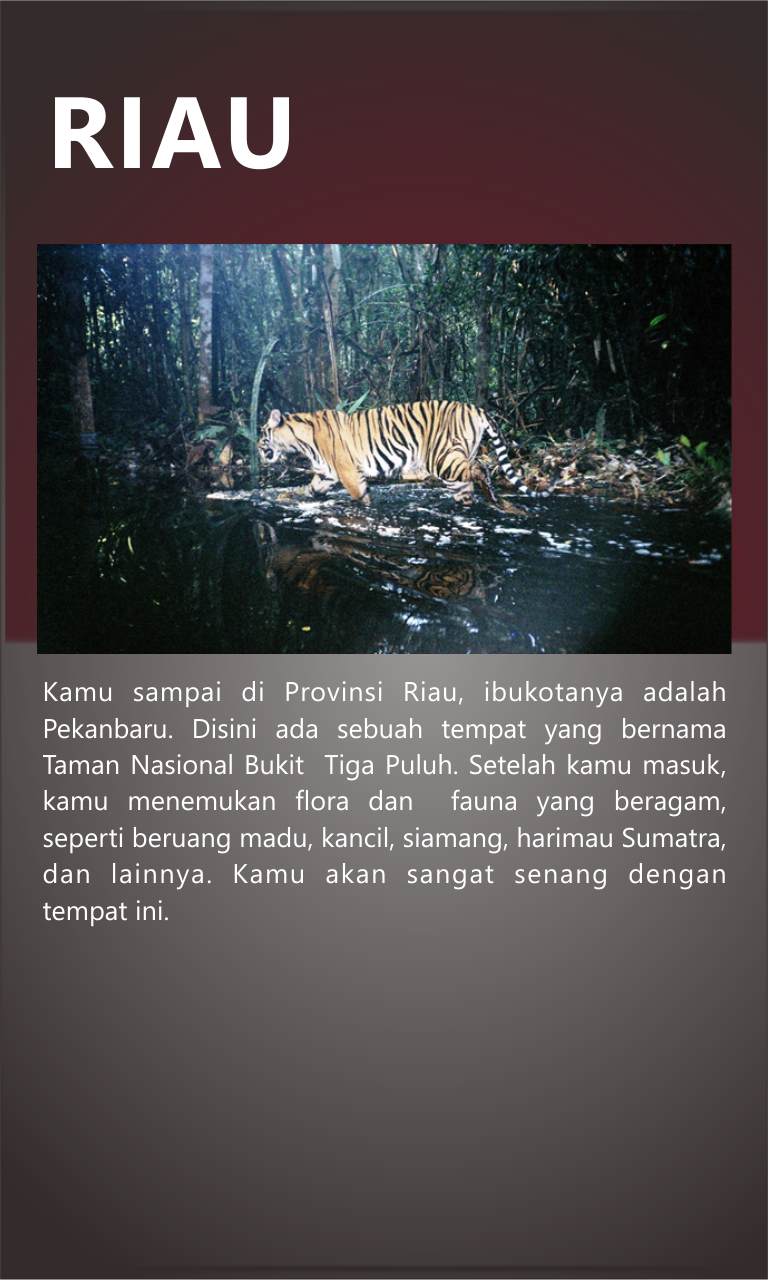 RIAU
Kamu sampai di Provinsi Riau, ibukotanya adalah
Pekanbaru. Disini ada sebuah tempat yang bernama
Taman Nasional Bukit  Tiga Puluh. Setelah kamu masuk,
kamu menemukan flora dan  fauna yang beragam,
seperti beruang madu, kancil, siamang, harimau Sumatra,
dan lainnya. Kamu akan sangat senang dengan
tempat ini.